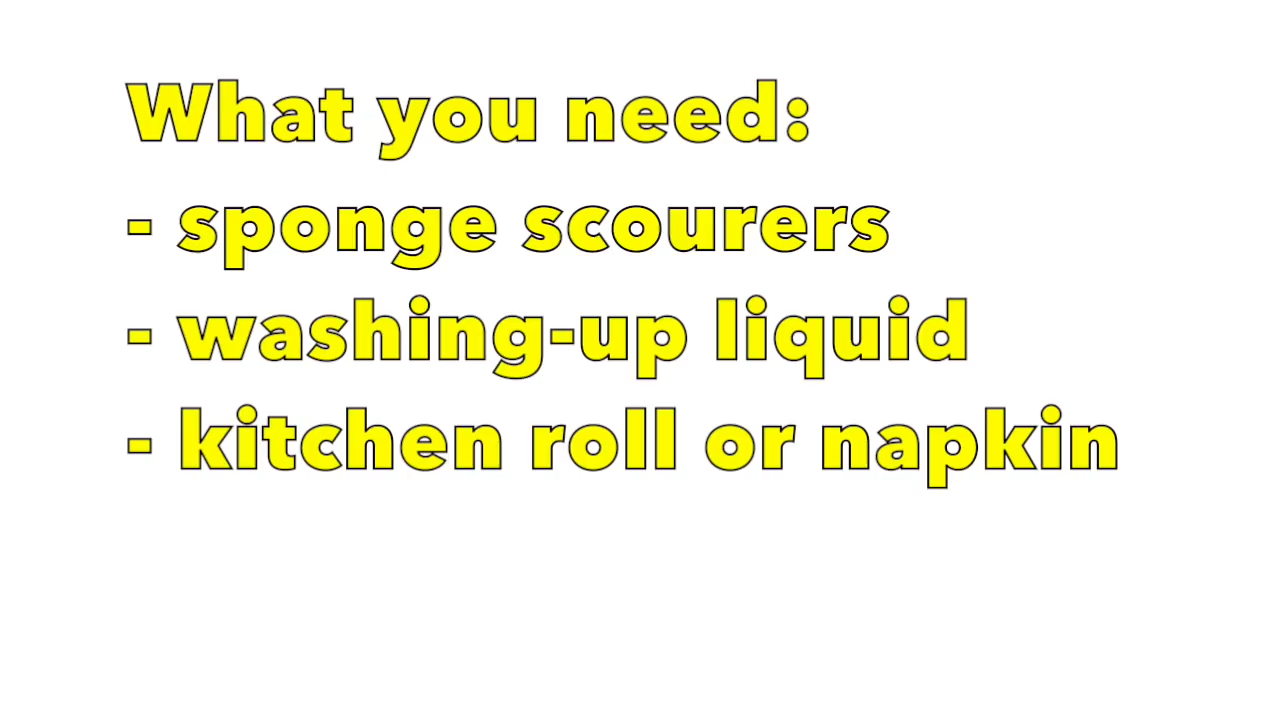 What you need:
- sponge scourers
- washing-up liquid
- kitchen roll or napkin